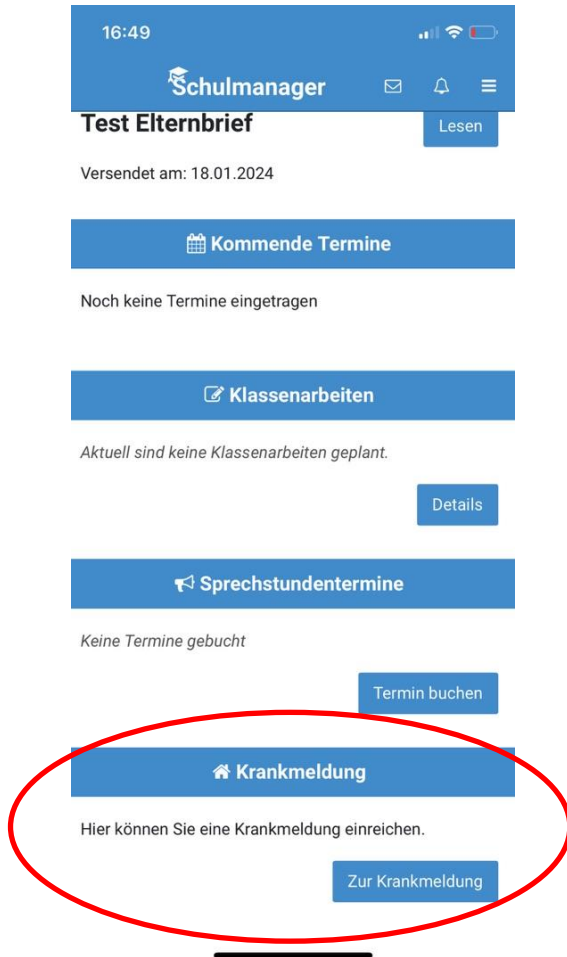 16:49
Schulmanager
Test Elternbrief
Lesen
Versendet am: 18.01.2024
Kommende Termine
Noch keine Termine eingetragen
Klassenarbeiten
Aktuell sind keine Klassenarbeiten geplant.
Details
Sprechstundentermine
Keine Termine gebucht
Termin buchen
Krankmeldung
Hier können Sie eine Krankmeldung einreichen.
Zur Krankmeldung